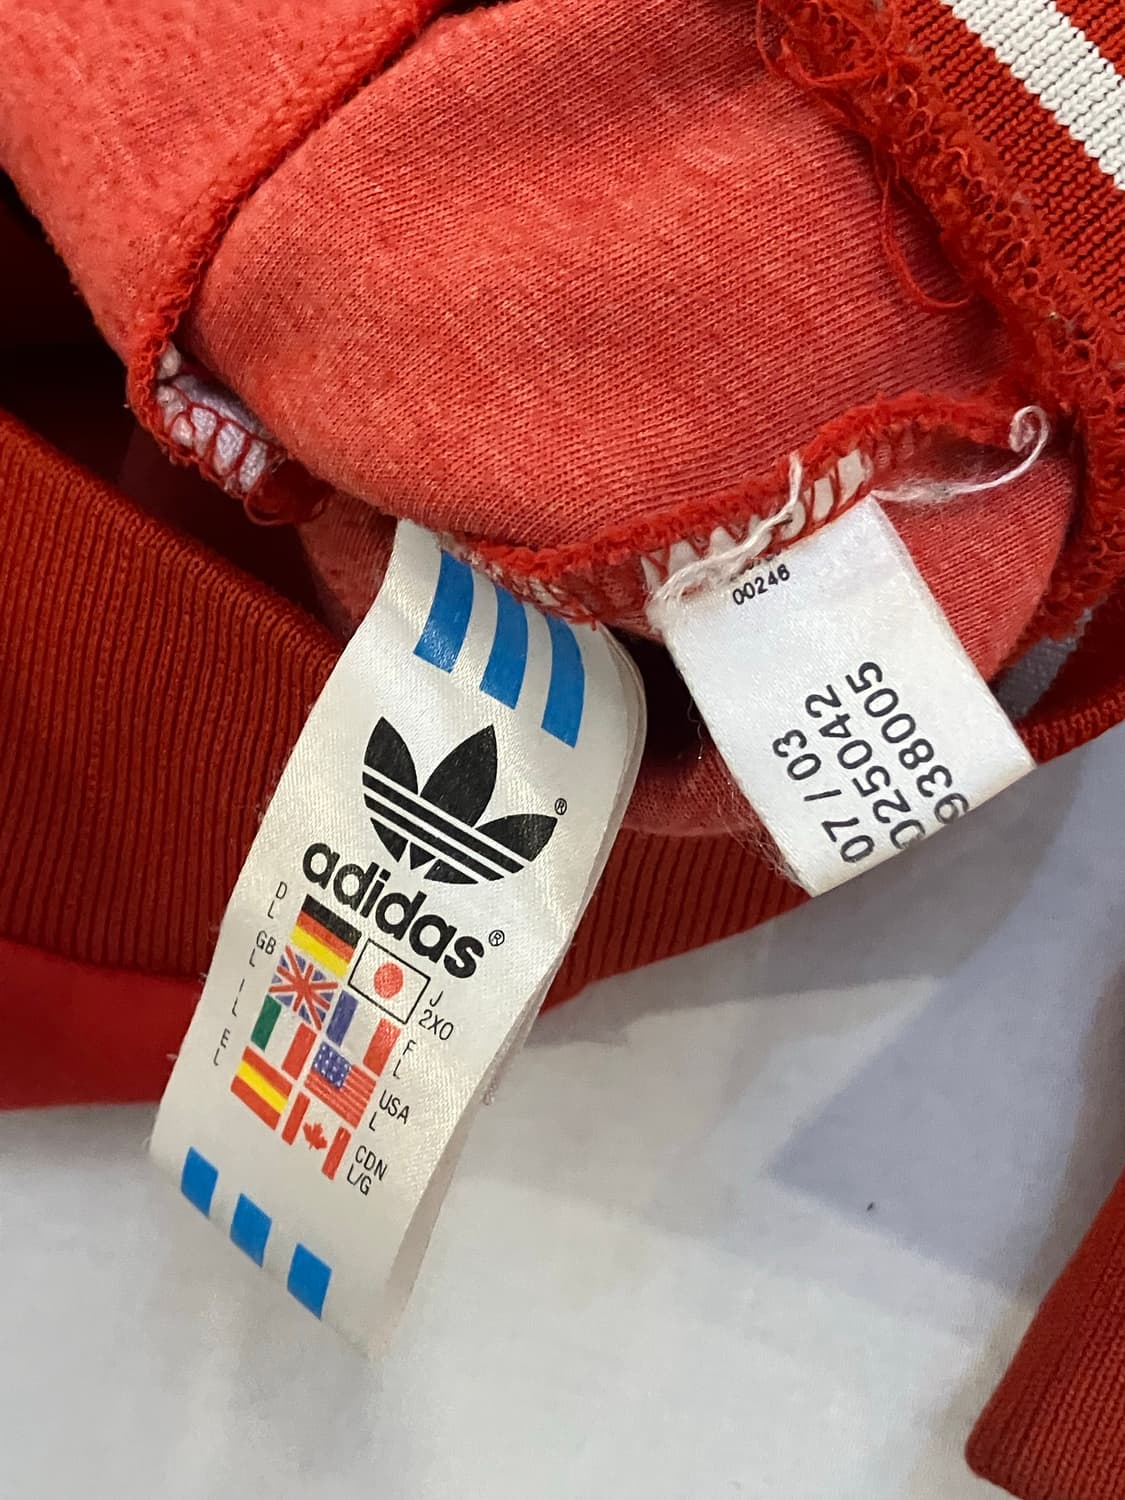 adidas®
®
D
L
GB
L
I
L
E
L
J
2XO
F
L
USA
L
CDN
L/G
00246
07 / 03
025042
938005